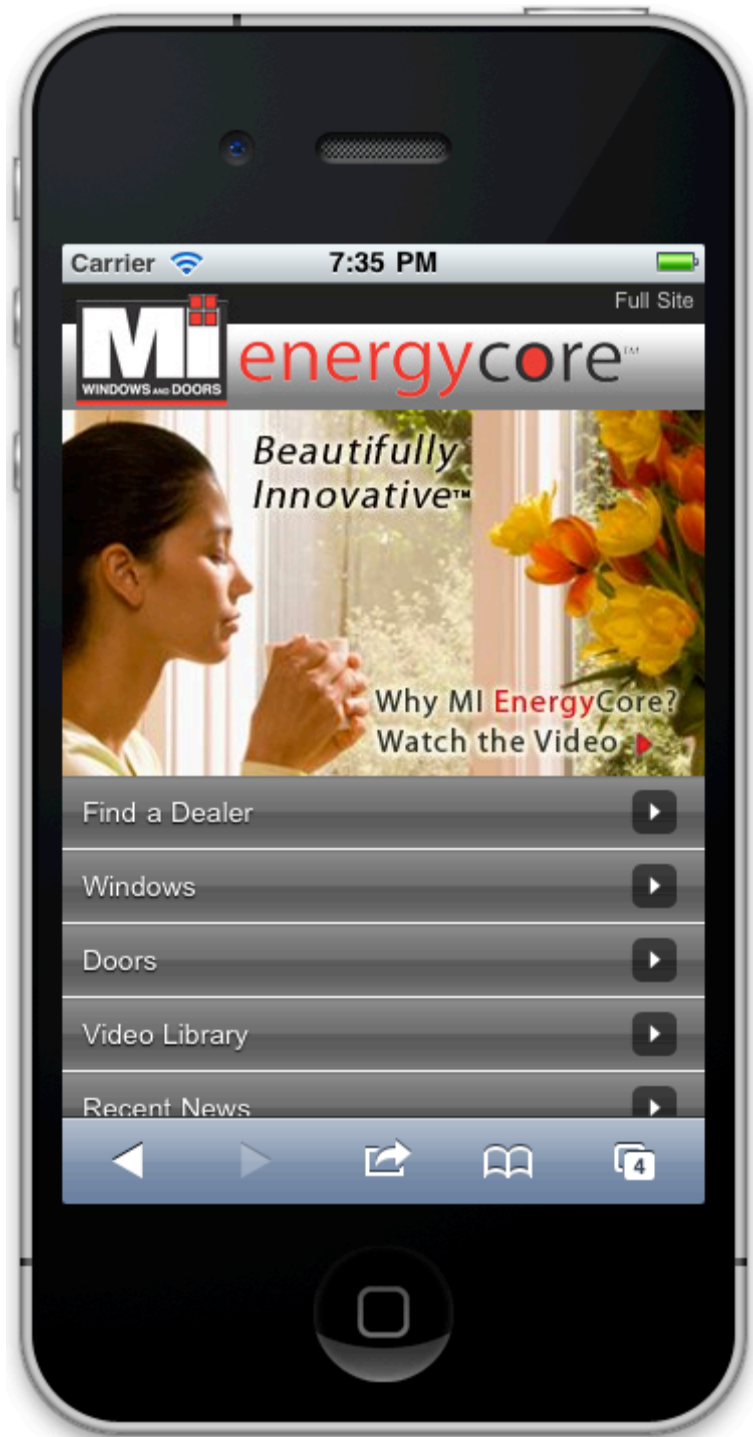 Carrier 7:35 PM
Full Site
Mi
WINDOWS AND DOORS
energycore™
Beautifully
Innovative™
Why MI EnergyCore?
Watch the Video
Find a Dealer
Windows
Doors
Video Library
Recent News
4